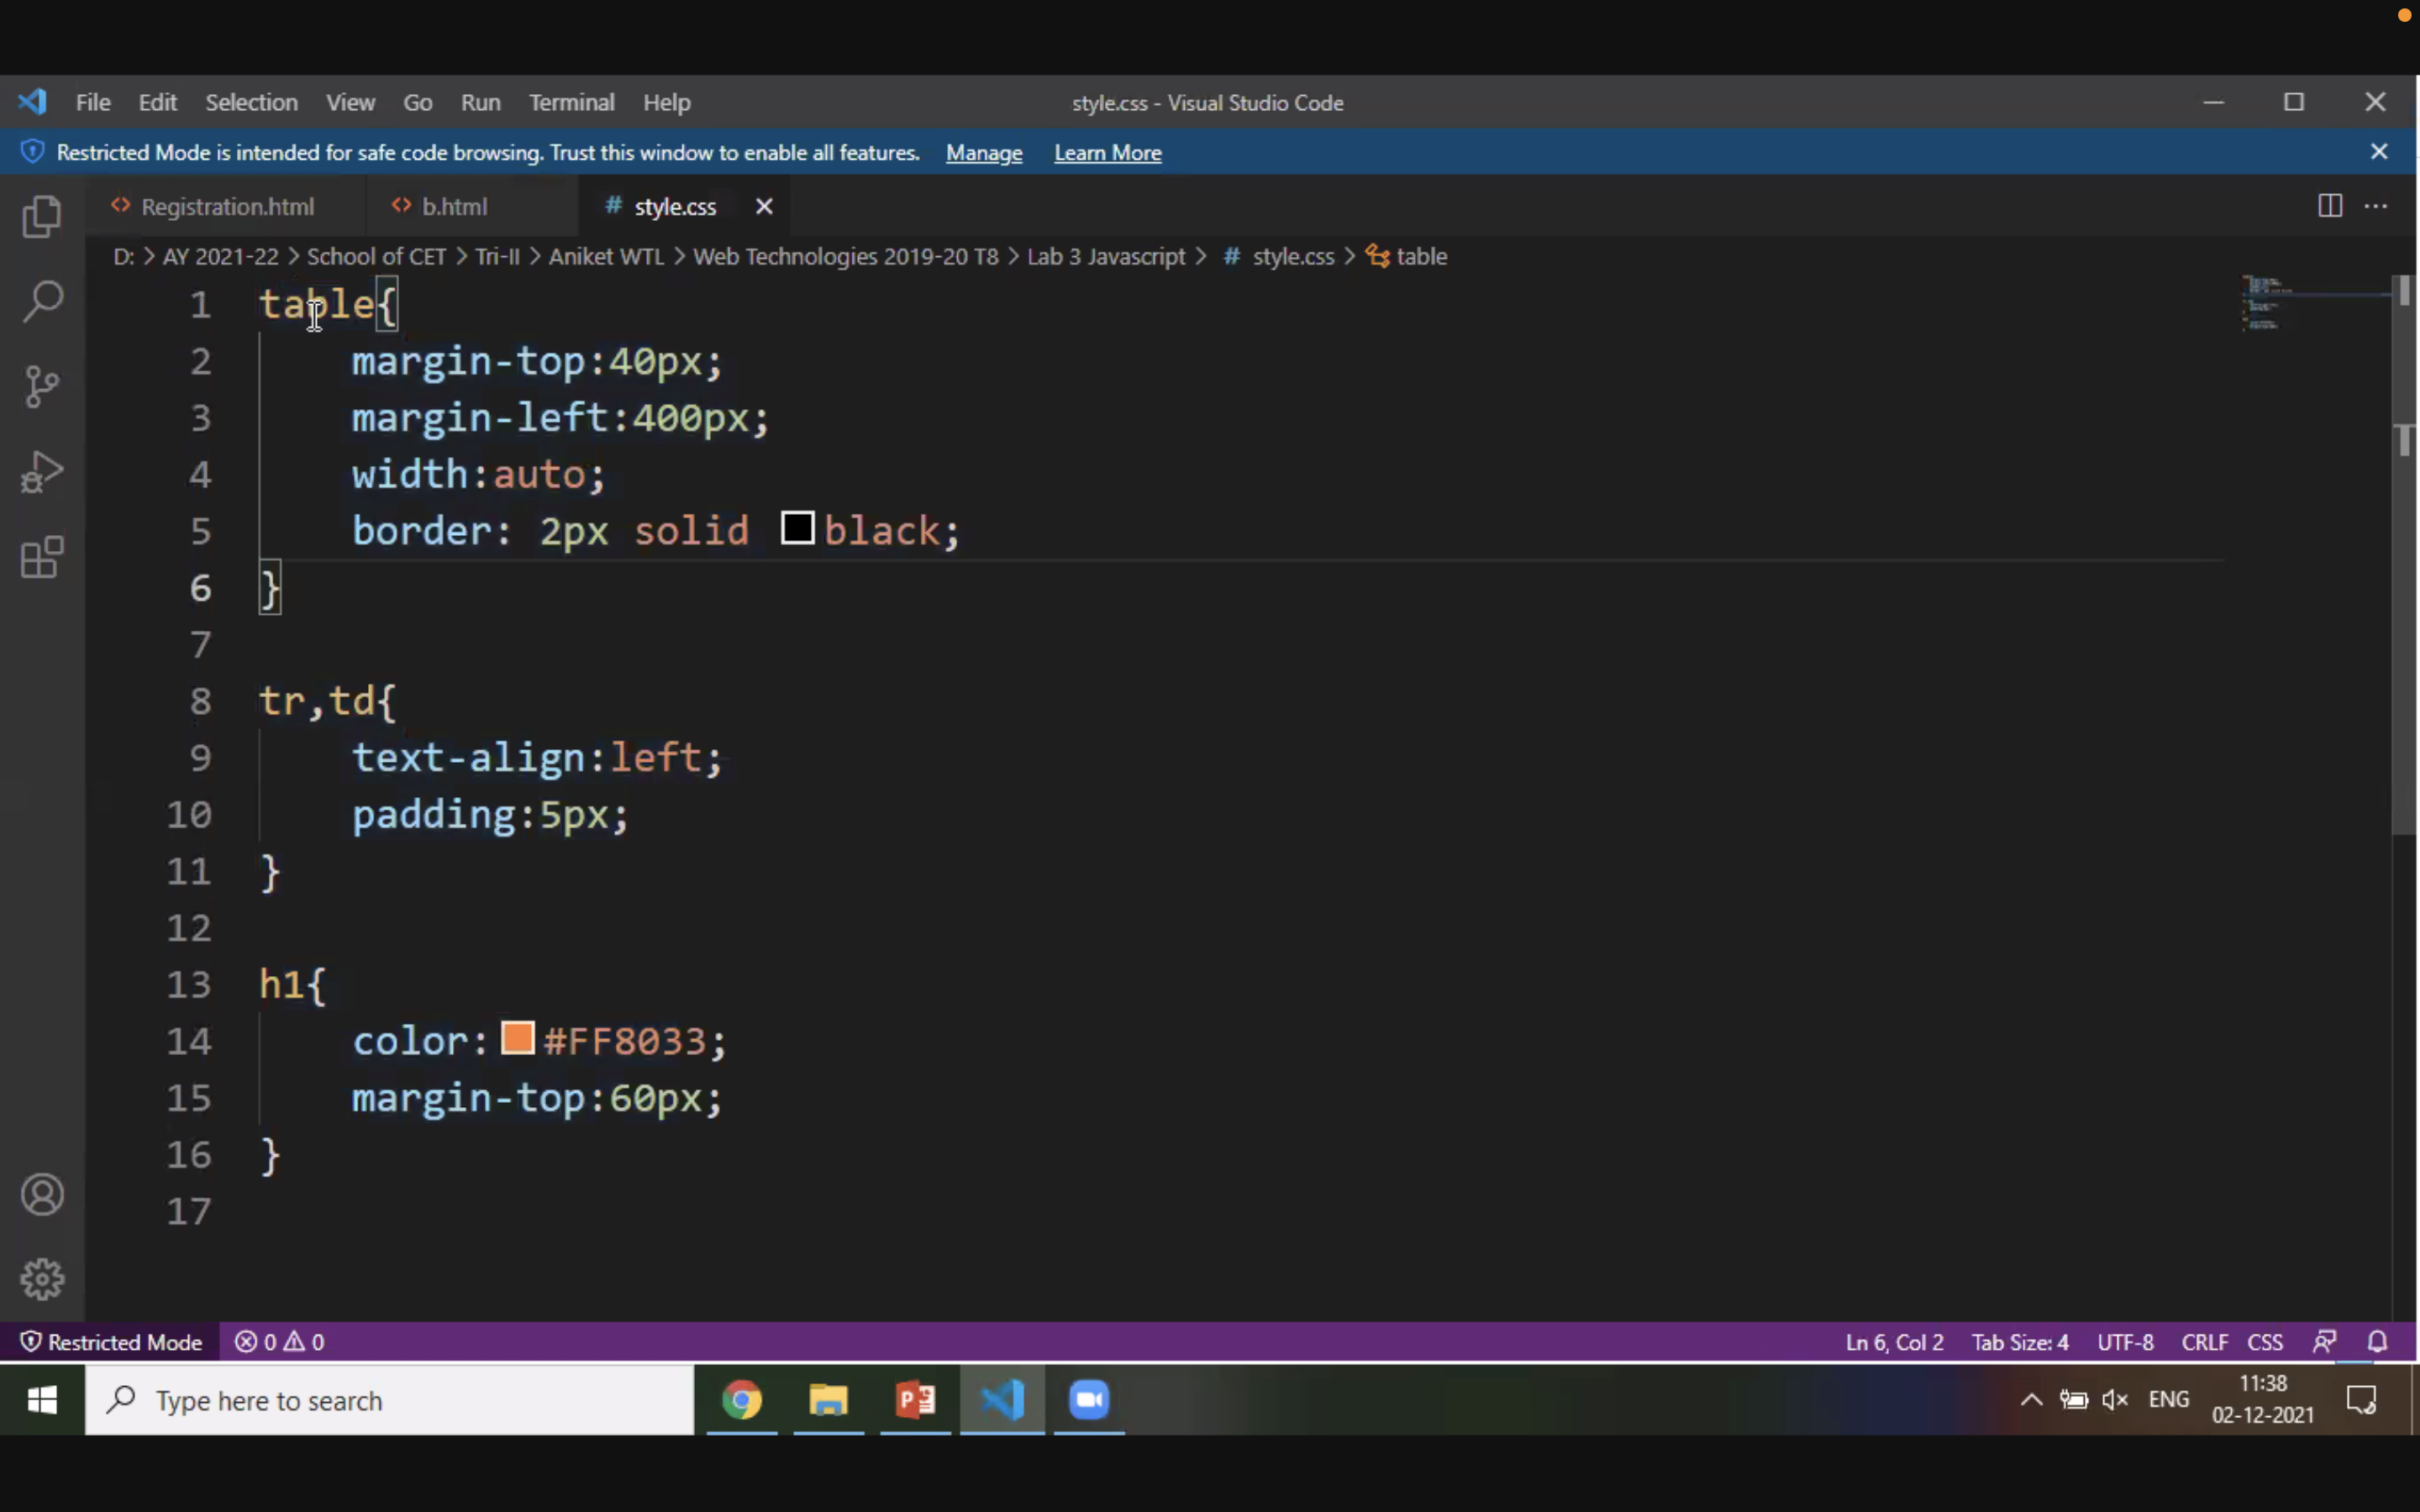 File Edit Selection View Go Run Terminal Help style.css - Visual Studio Code
Restricted Mode is intended for safe code browsing. Trust this window to enable all features. Manage Learn More
Registration.html b.html # style.css
D: > AY 2021-22 > School of CET > Tri-II > Aniket WTL > Web Technologies 2019-20 T8 > Lab 3 Javascript > # style.css > table
1 table{
2 margin-top:40px;
3 margin-left:400px;
4 width:auto;
5 border: 2px solid black;
6 }
7
8 tr,td{
9 text-align:left;
10 padding:5px;
11 }
12
13 h1{
14 color:#FF8033;
15 margin-top:60px;
16 }
17
Restricted Mode 0 0 Ln 6, Col 2 Tab Size: 4 UTF-8 CRLF CSS
Type here to search ENG 11:38
02-12-2021